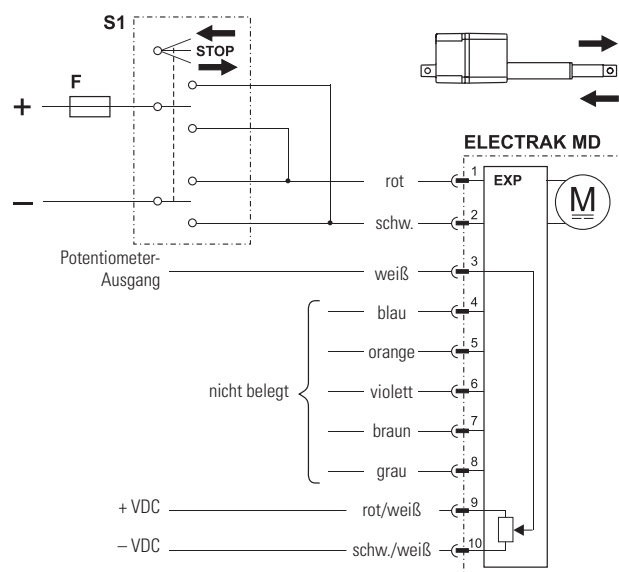 S1
STOP
F
+
–
ELECTRAK MD
rot
1
EXP
M
schw.
2
Potentiometer-
Ausgang
weiß
3
blau
4
orange
5
nicht belegt
violett
6
braun
7
grau
8
+ VDC
rot/weiß
9
– VDC
schw./weiß
10